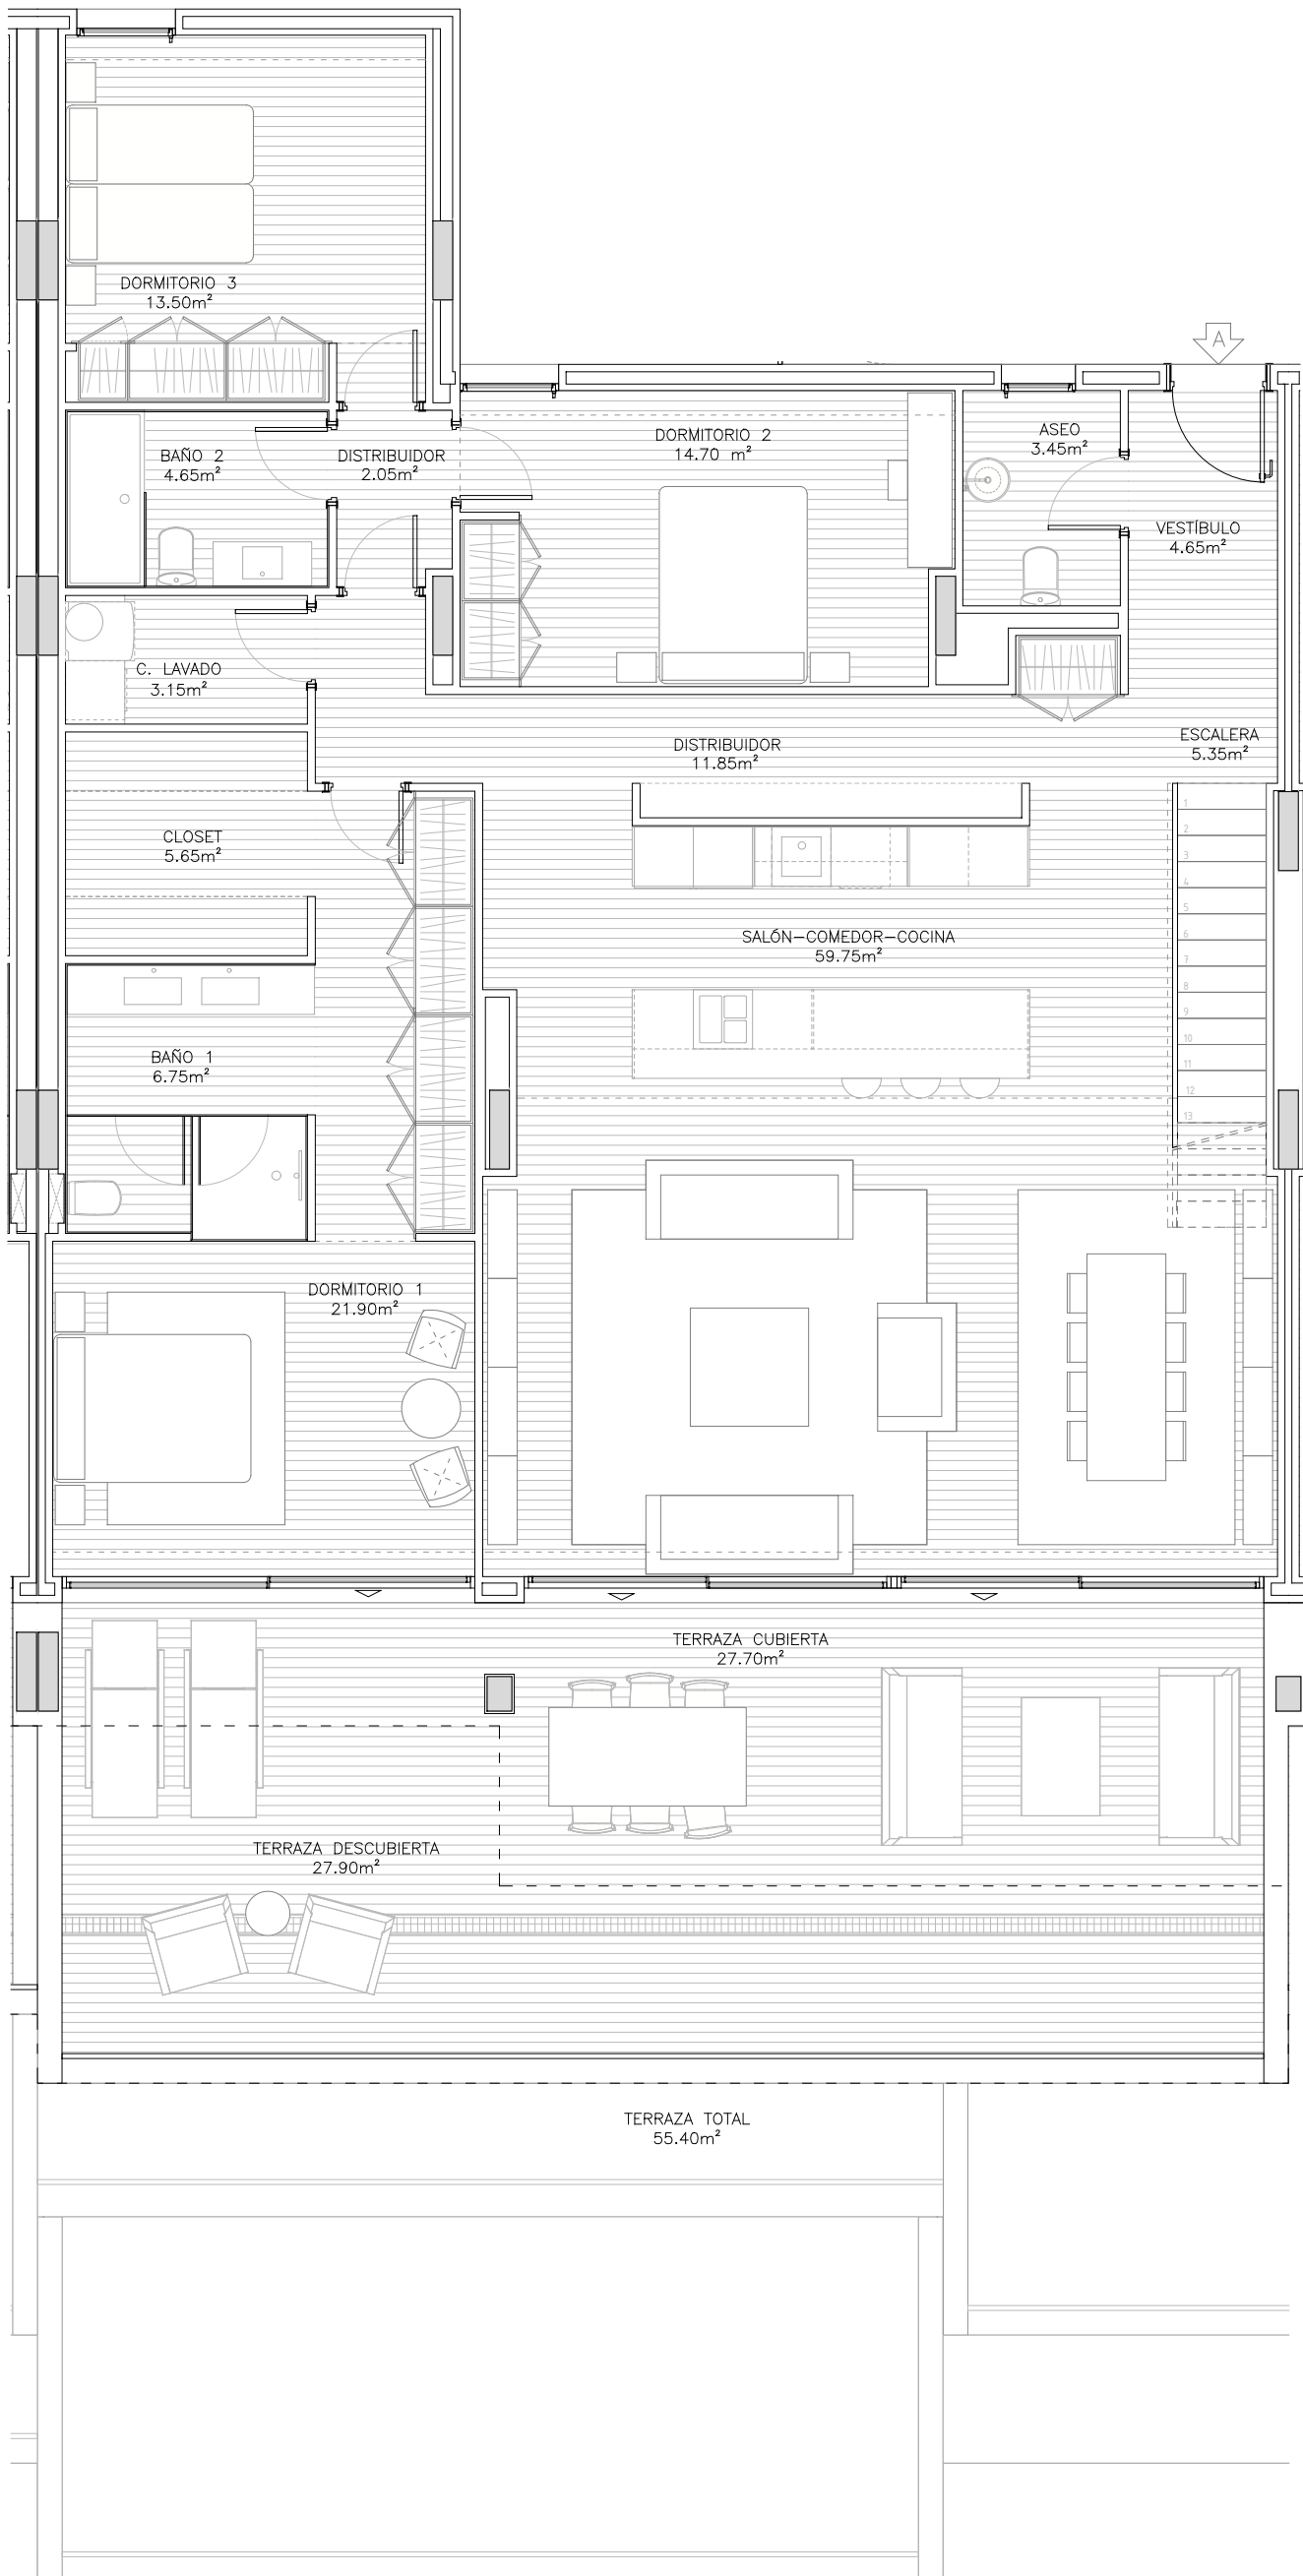 DORMITORIO 3
13.50m²
A
DORMITORIO 2
14.70 m²
ASEO
3.45m²
BAÑO 2
4.65m²
DISTRIBUIDOR
2.05m²
VESTÍBULO
4.65m²
C. LAVADO
3.15m²
DISTRIBUIDOR
11.85m²
ESCALERA
5.35m²
1
2
3
4
5
6
7
8
9
10
11
12
13
CLOSET
5.65m²
SALÓN-COMEDOR-COCINA
59.75m²
BAÑO 1
6.75m²
DORMITORIO 1
21.90m²
TERRAZA CUBIERTA
27.70m²
TERRAZA DESCUBIERTA
27.90m²
TERRAZA TOTAL
55.40m²